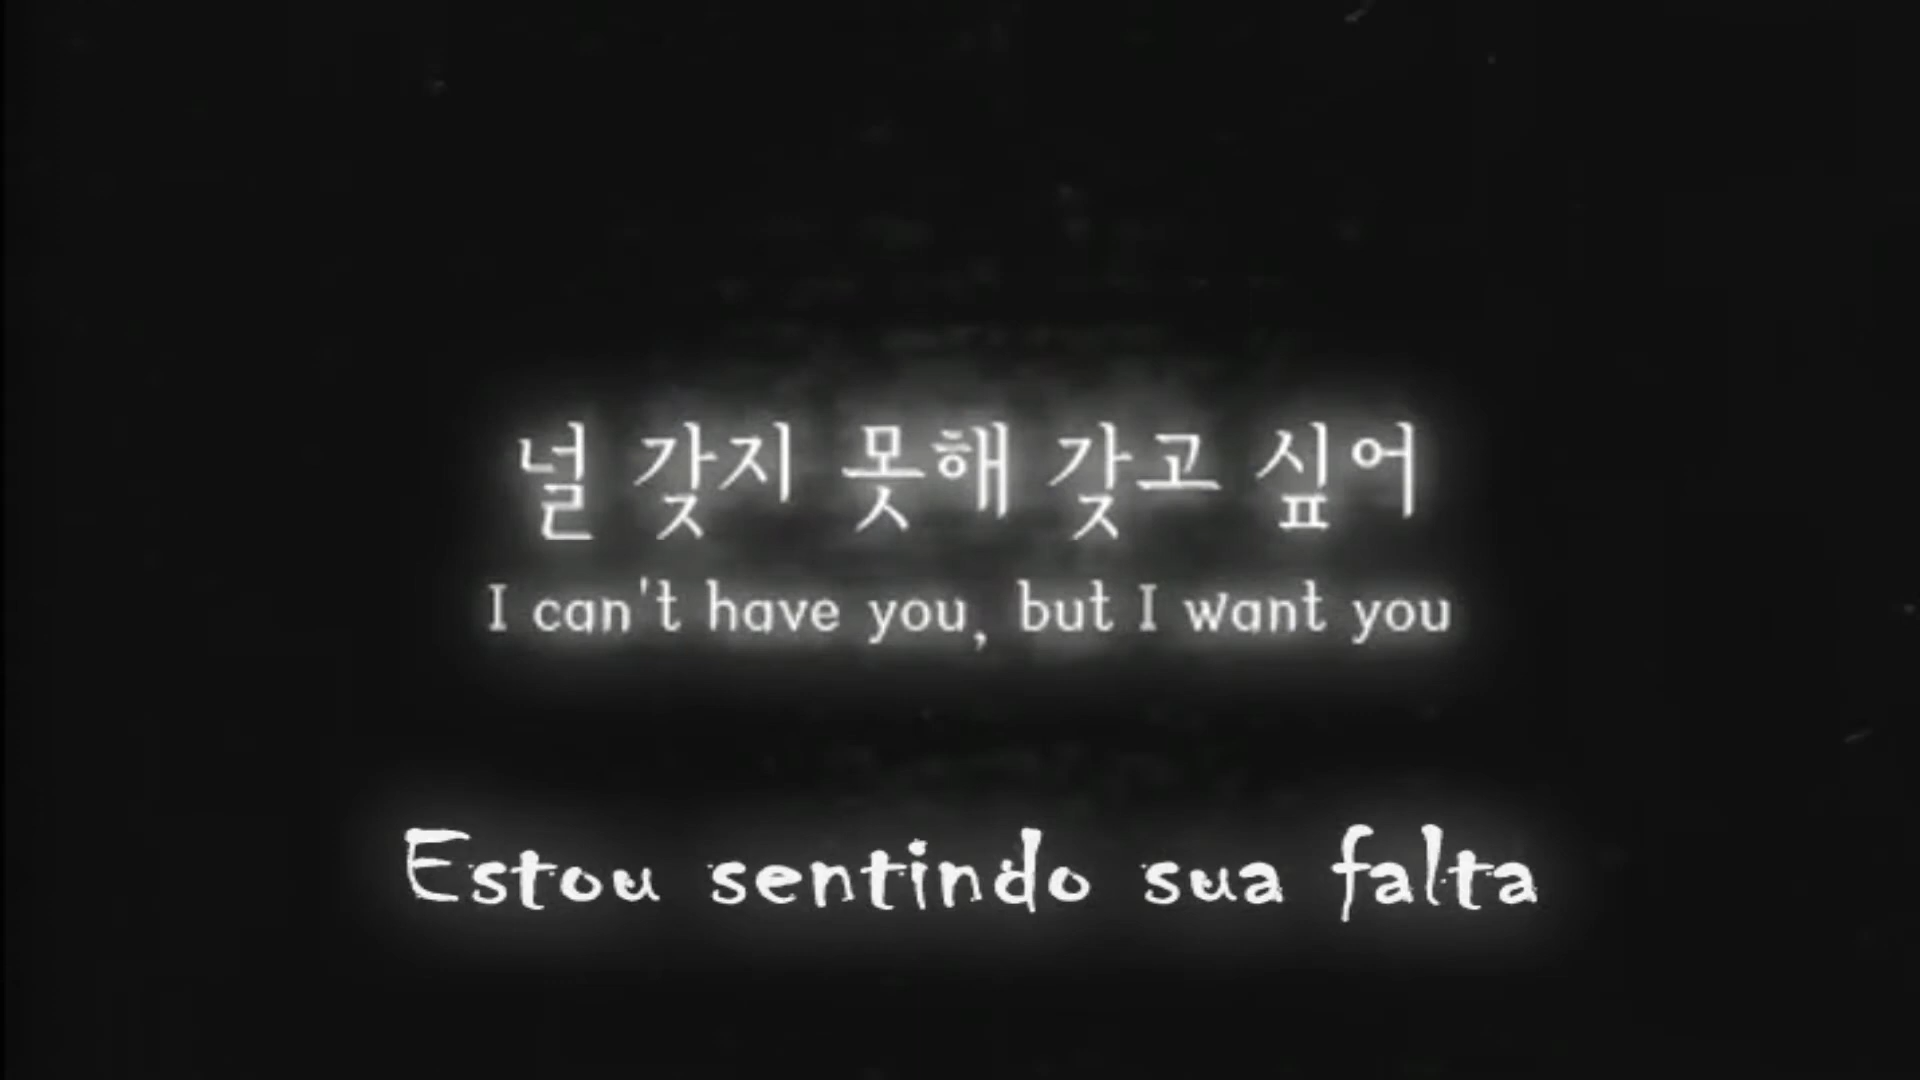 널 갖지 못해 갖고 싶어
I can't have you, but I want you
Estou sentindo sua falta